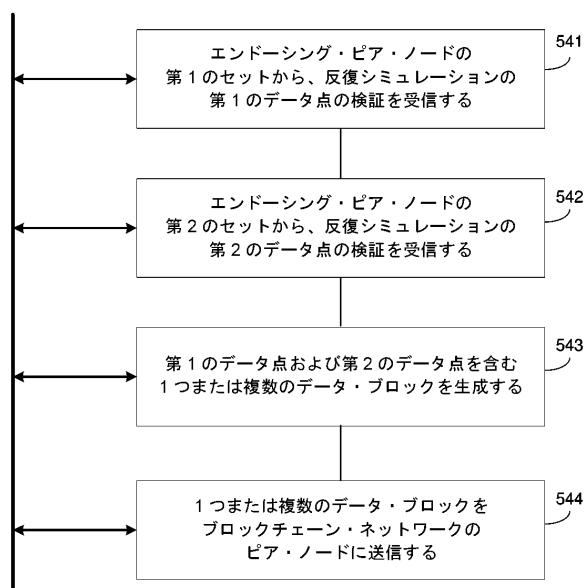 エンドーシング・ピア・ノードの
第１のセットから、反復シミュレーションの
第１のデータ点の検証を受信する
541
エンドーシング・ピア・ノードの
第２のセットから、反復シミュレーションの
第２のデータ点の検証を受信する
542
第１のデータ点および第２のデータ点を含む
１つまたは複数のデータ・ブロックを生成する
543
１つまたは複数のデータ・ブロックを
ブロックチェーン・ネットワークの
ピア・ノードに送信する
544